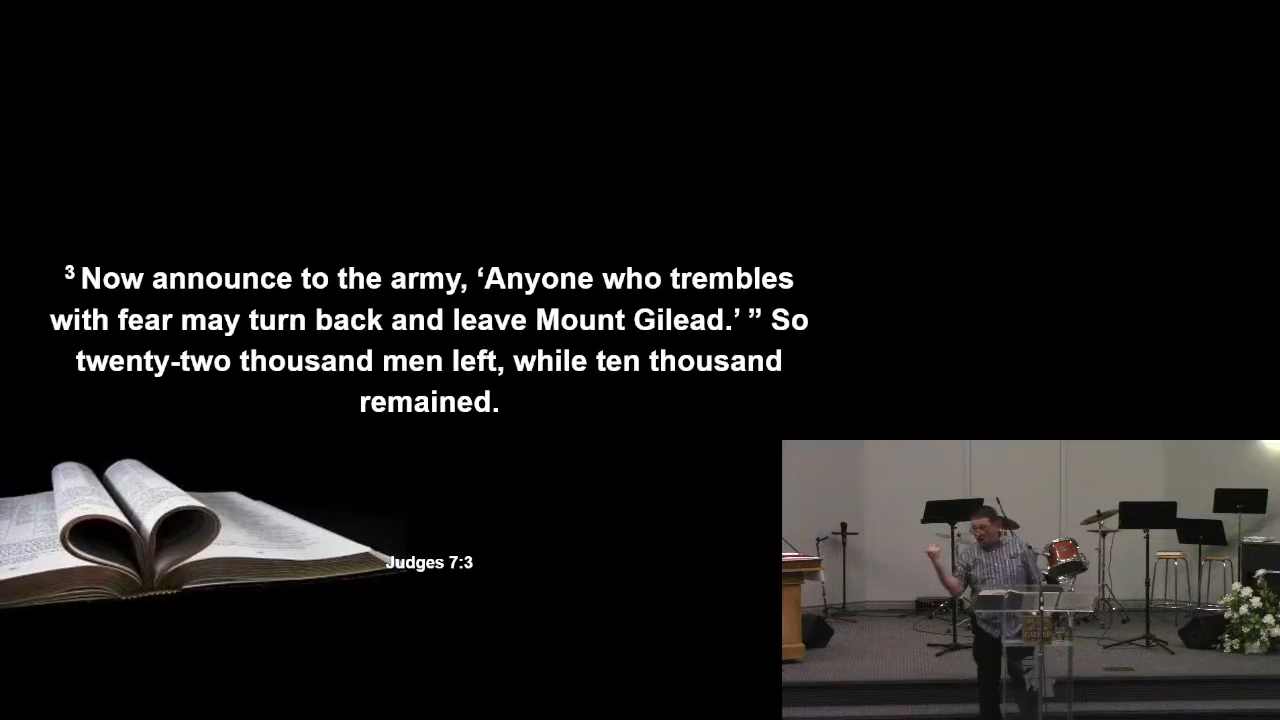 ³ Now announce to the army, ‘Anyone who trembles
with fear may turn back and leave Mount Gilead.’ ” So
twenty-two thousand men left, while ten thousand
remained.
Judges 7:3